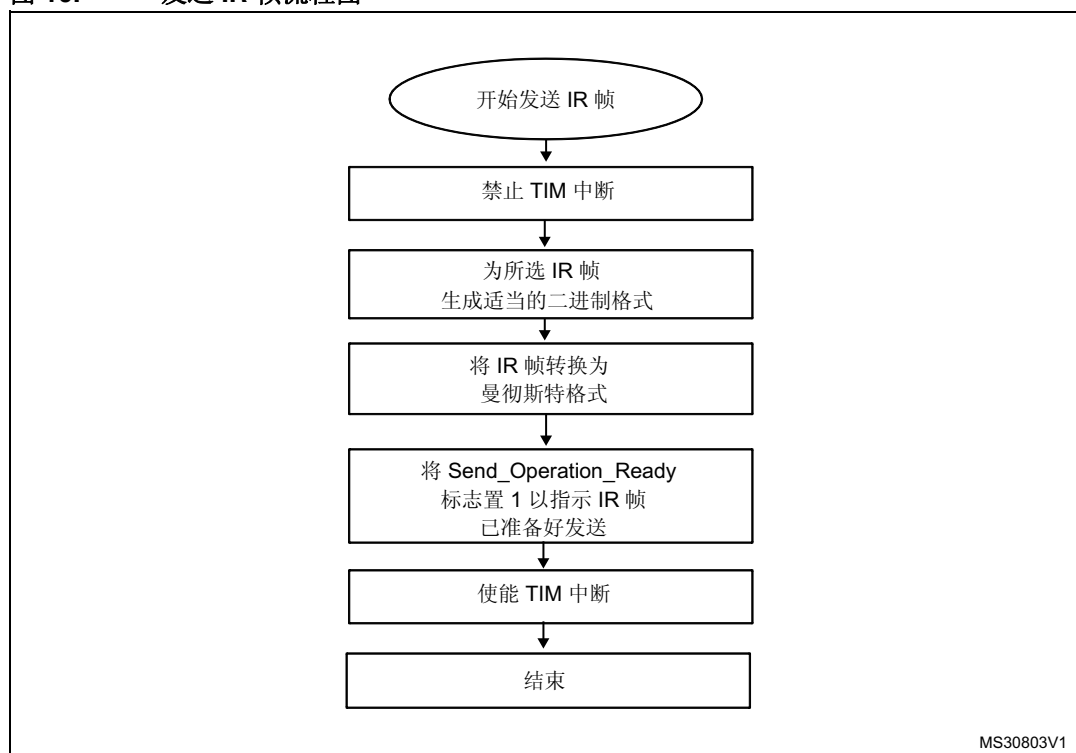 开始发送 IR 帧
禁止 TIM 中断
为所选 IR 帧
生成适当的二进制格式
将 IR 帧转换为
曼彻斯特格式
将 Send_Operation_Ready
标志置 1 以指示 IR 帧
已准备好发送
使能 TIM 中断
结束
MS30803V1